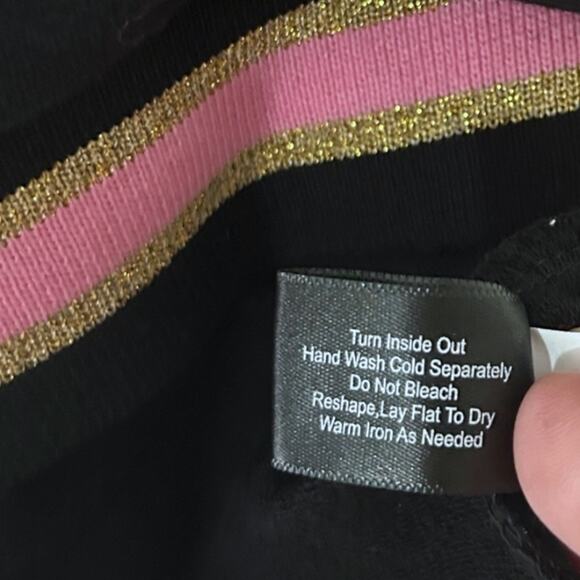 Turn Inside Out
Hand Wash Cold Separately
Do Not Bleach
Reshape,Lay Flat To Dry
Warm Iron As Needed